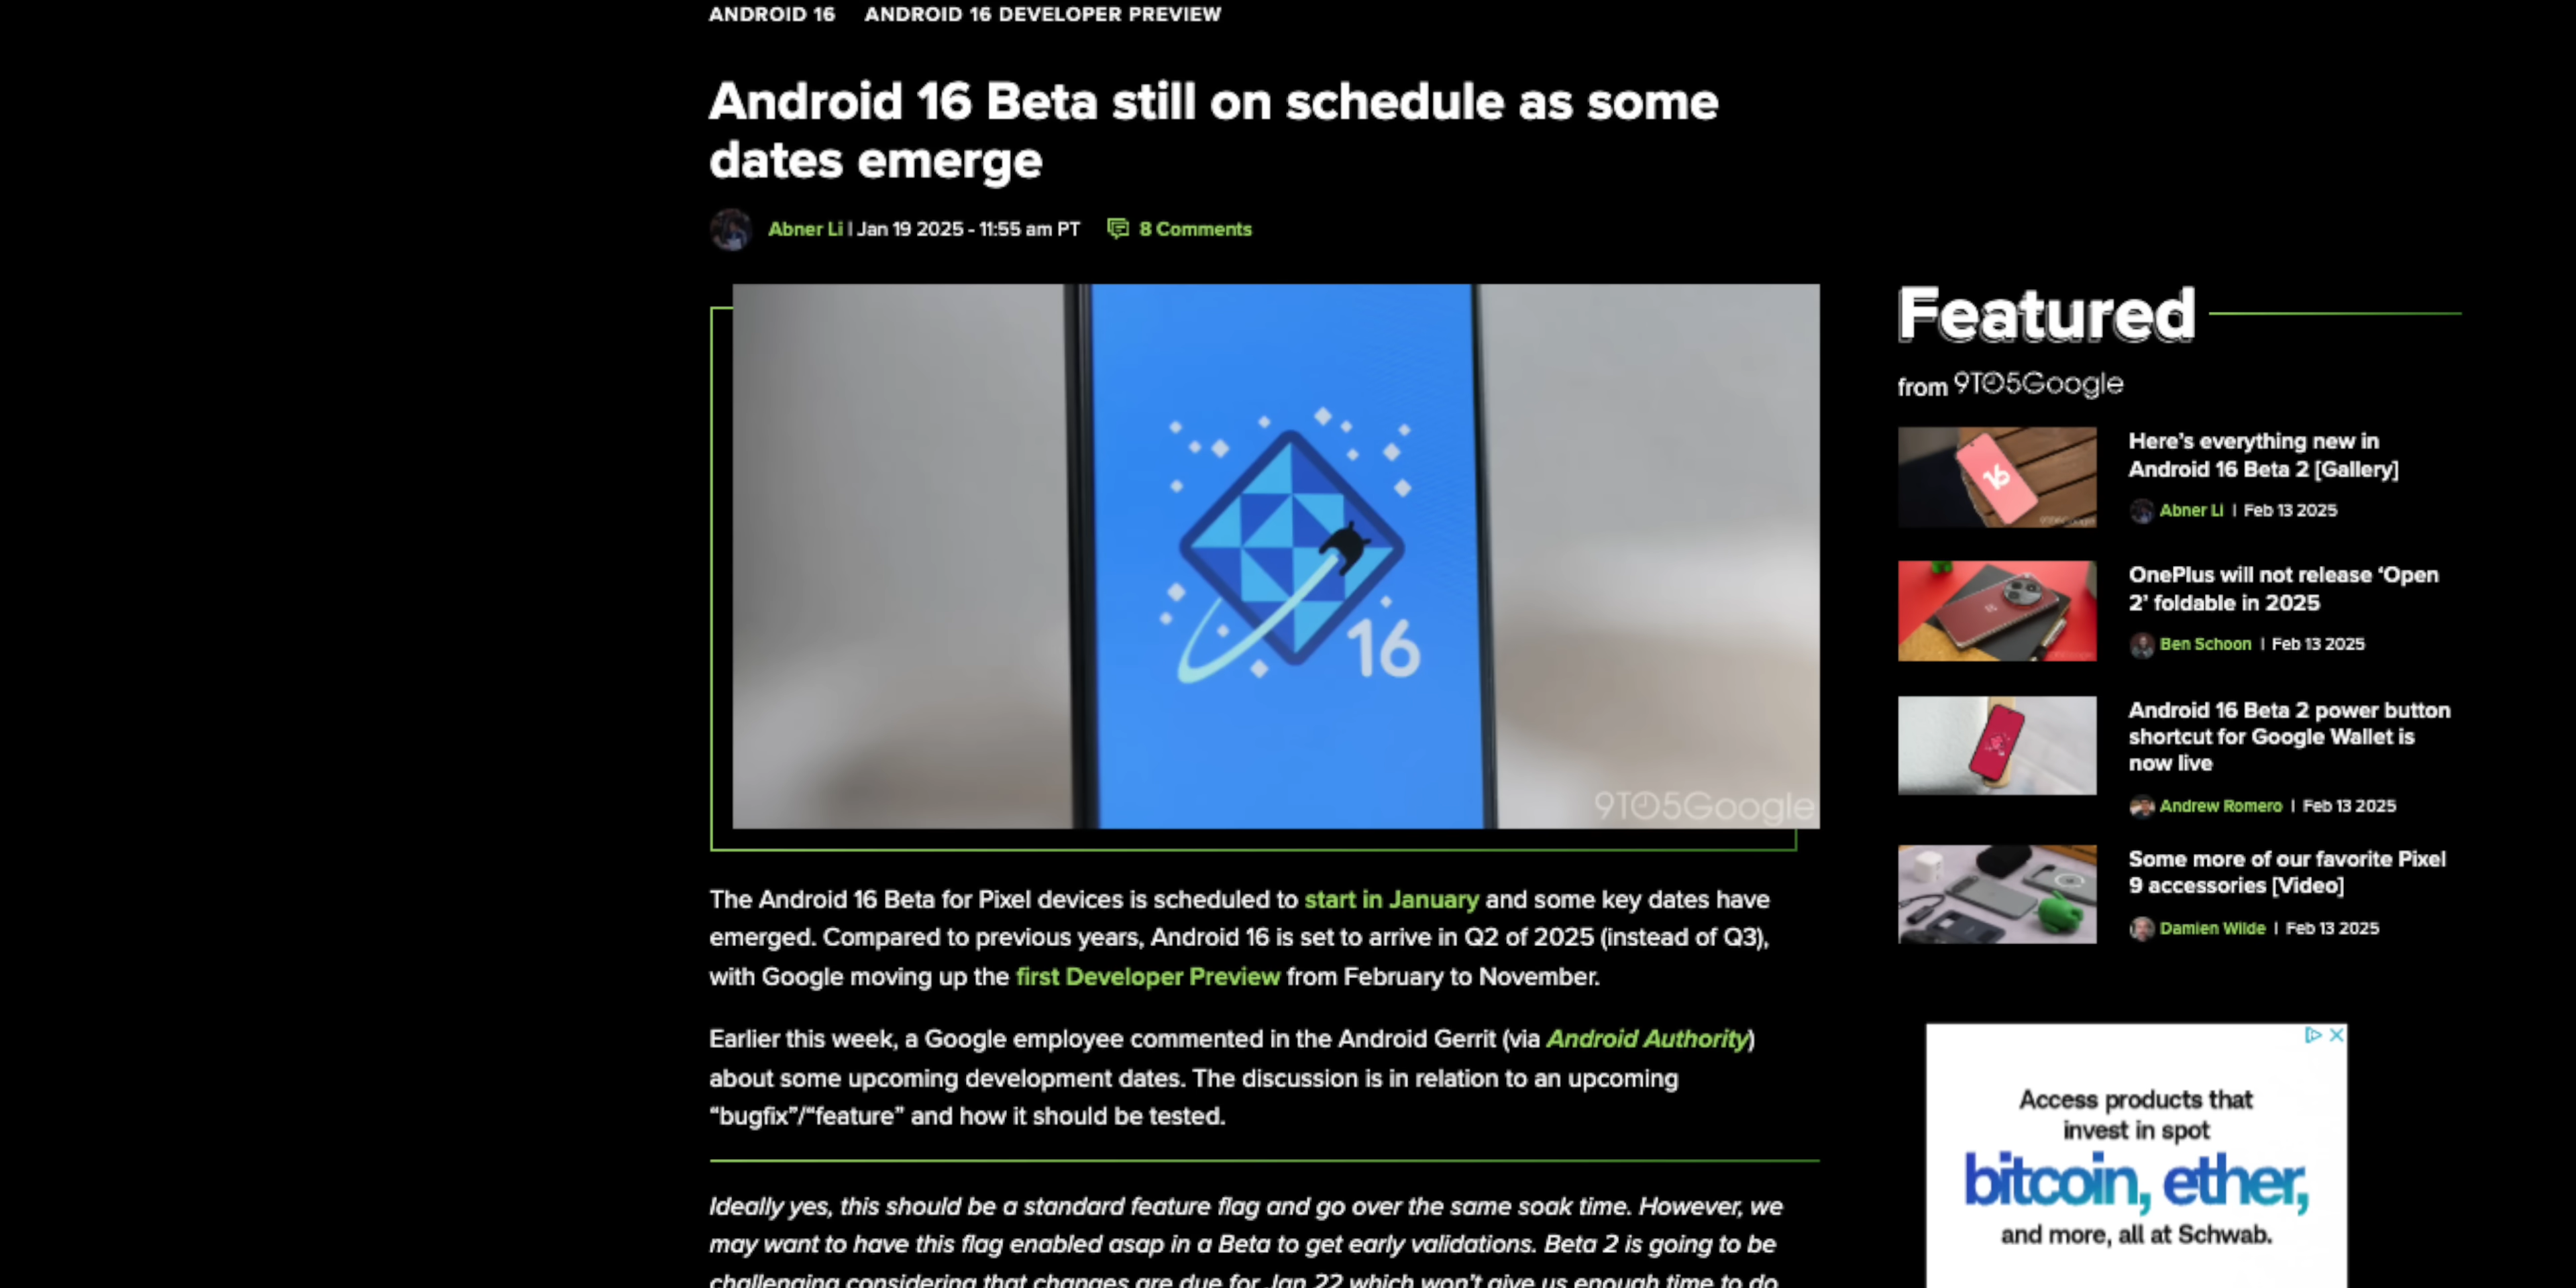 ANDROID 16 ANDROID 16 DEVELOPER PREVIEW
Android 16 Beta still on schedule as some
dates emerge
Abner Li | Jan 19 2025 - 11:55 am PT 8 Comments
16
9TO5Google
The Android 16 Beta for Pixel devices is scheduled to start in January and some key dates have
emerged. Compared to previous years, Android 16 is set to arrive in Q2 of 2025 (instead of Q3),
with Google moving up the first Developer Preview from February to November.
Earlier this week, a Google employee commented in the Android Gerrit (via Android Authority)
about some upcoming development dates. The discussion is in relation to an upcoming
“bugfix”/“feature” and how it should be tested.
Ideally yes, this should be a standard feature flag and go over the same soak time. However, we
may want to have this flag enabled asap in a Beta to get early validations. Beta 2 is going to be
challenging considering that changes are due for Jan 22 which won't give us enough time to do
Featured
from 9TO5Google
16
Here’s everything new in
Android 16 Beta 2 [Gallery]
Abner Li | Feb 13 2025
OnePlus will not release ‘Open
2’ foldable in 2025
Ben Schoon | Feb 13 2025
Android 16 Beta 2 power button
shortcut for Google Wallet is
now live
Andrew Romero | Feb 13 2025
Some more of our favorite Pixel
9 accessories [Video]
Damien Wilde | Feb 13 2025
Access products that
invest in spot
bitcoin, ether,
and more, all at Schwab.